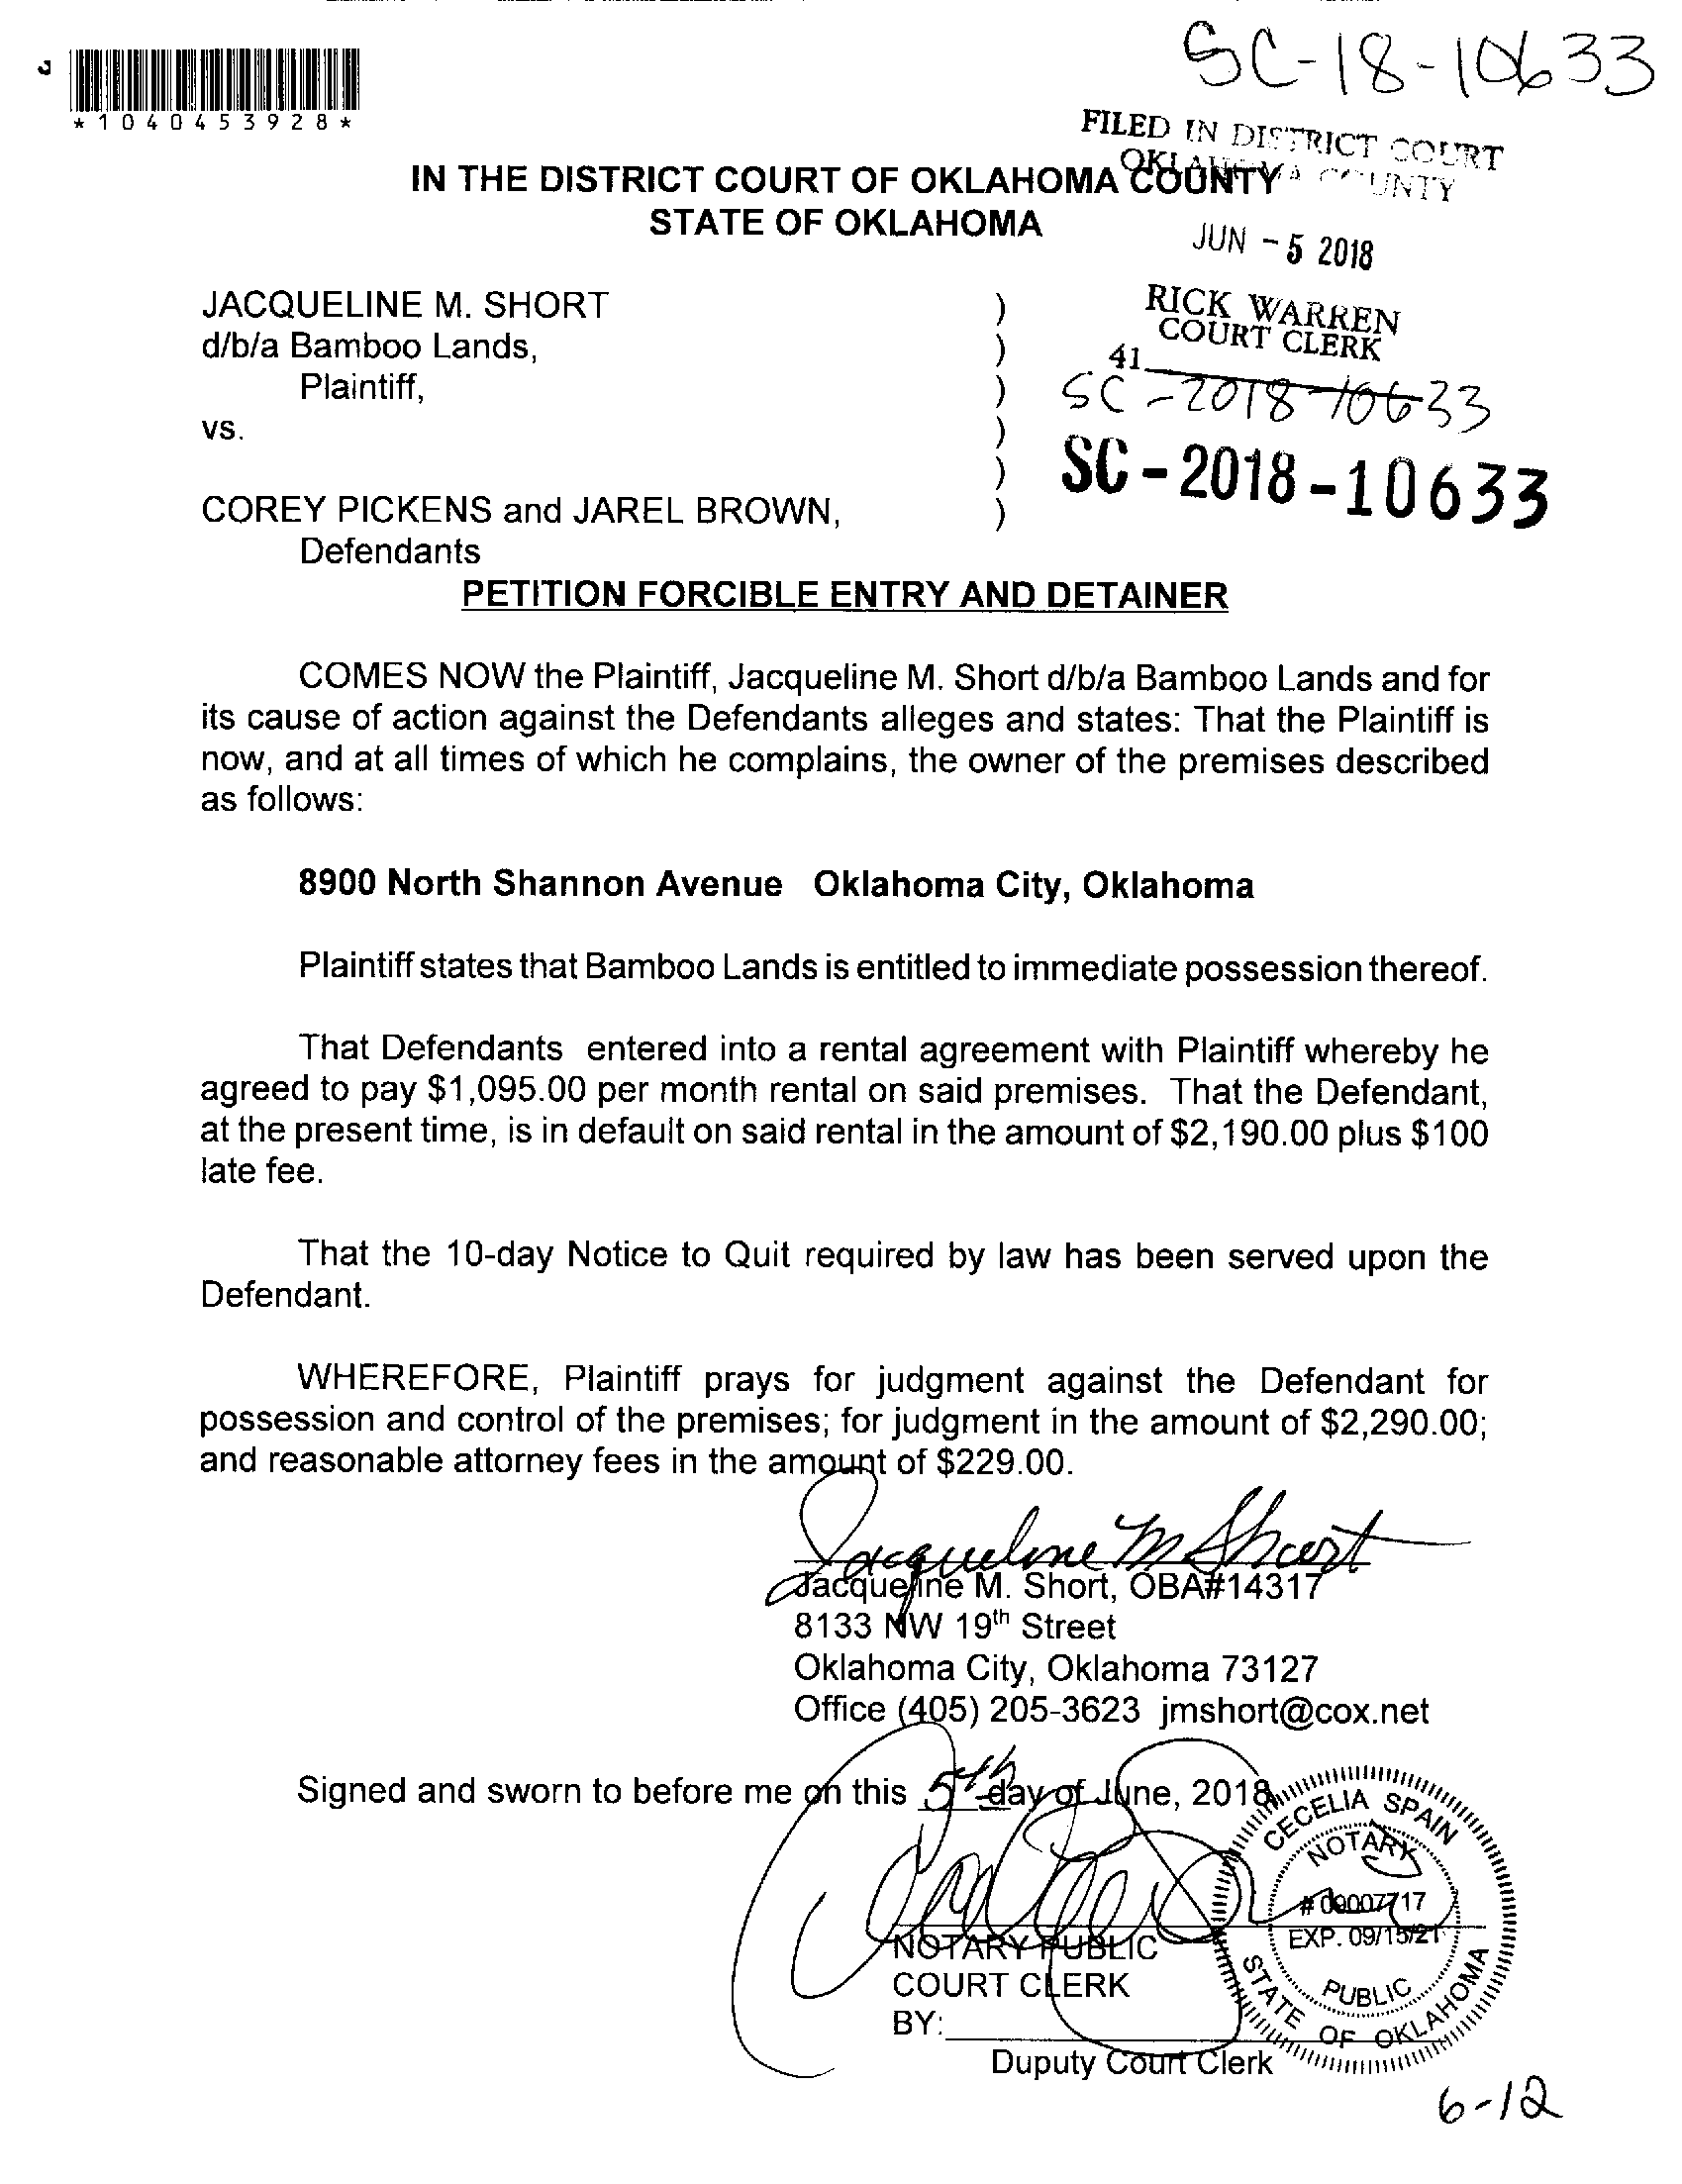 SC-18-10633
*1040453928*
FILED IN DISTRICT COURT
OKLAHOMA COUNTY
IN THE DISTRICT COURT OF OKLAHOMA COUNTY
STATE OF OKLAHOMA
JUN - 5 2018
RICK WARREN
COURT CLERK
41
SC-2018-10633
SC-2018-10633
JACQUELINE M. SHORT )
d/b/a Bamboo Lands, )
Plaintiff, )
vs. )
)
COREY PICKENS and JAREL BROWN, )
Defendants
PETITION FORCIBLE ENTRY AND DETAINER
COMES NOW the Plaintiff, Jacqueline M. Short d/b/a Bamboo Lands and for
its cause of action against the Defendants alleges and states: That the Plaintiff is
now, and at all times of which he complains, the owner of the premises described
as follows:
8900 North Shannon Avenue Oklahoma City, Oklahoma
Plaintiff states that Bamboo Lands is entitled to immediate possession thereof.
That Defendants entered into a rental agreement with Plaintiff whereby he
agreed to pay $1,095.00 per month rental on said premises. That the Defendant,
at the present time, is in default on said rental in the amount of $2,190.00 plus $100
late fee.
That the 10-day Notice to Quit required by law has been served upon the
Defendant.
WHEREFORE, Plaintiff prays for judgment against the Defendant for
possession and control of the premises; for judgment in the amount of $2,290.00;
and reasonable attorney fees in the amount of $229.00.
Jacqueline M Short
Jacqueline M. Short, OBA#14317
8133 NW 19th Street
Oklahoma City, Oklahoma 73127
Office (405) 205-3623 jmshort@cox.net
Signed and sworn to before me on this 5th day of June, 2018
CECELIA SPAIN
NOTARY
# 09007717
EXP. 09/15/21
PUBLIC
STATE OF OKLAHOMA
NOTARY PUBLIC
COURT CLERK
BY:
Duputy Court Clerk
6-12